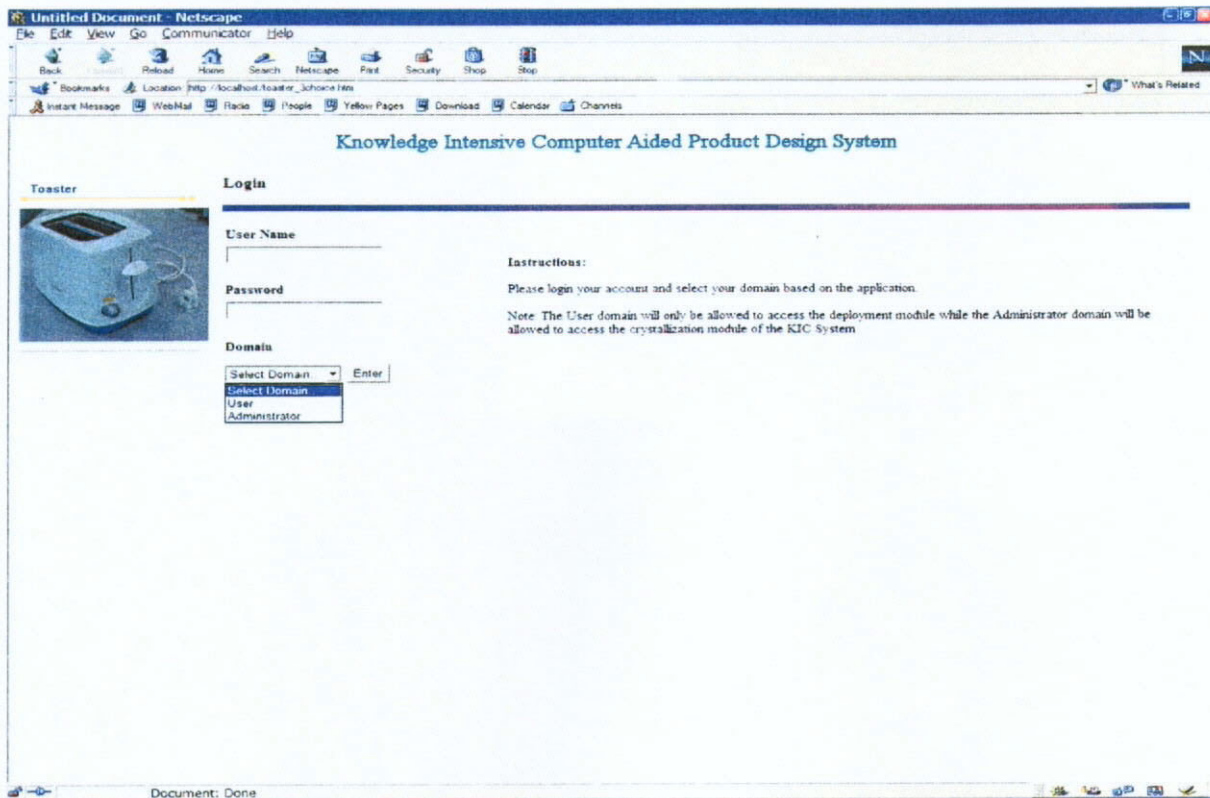 Untitled Document - Netscape
File Edit View Go Communicator Help
Back Reload Home Search Netscape Print Security Shop Stop
N
Bookmarks Location http://localhost/toaster_3choice.htm What's Related
Instant Message WebMail Radio People Yellow Pages Download Calendar Channels
Knowledge Intensive Computer Aided Product Design System
Toaster
Login
User Name
Password
Domain
Select Domain Enter
Select Domain
User
Administrator
Instructions:
Please login your account and select your domain based on the application.
Note: The User domain will only be allowed to access the deployment module while the Administrator domain will be
allowed to access the crystallization module of the KIC System
Document: Done